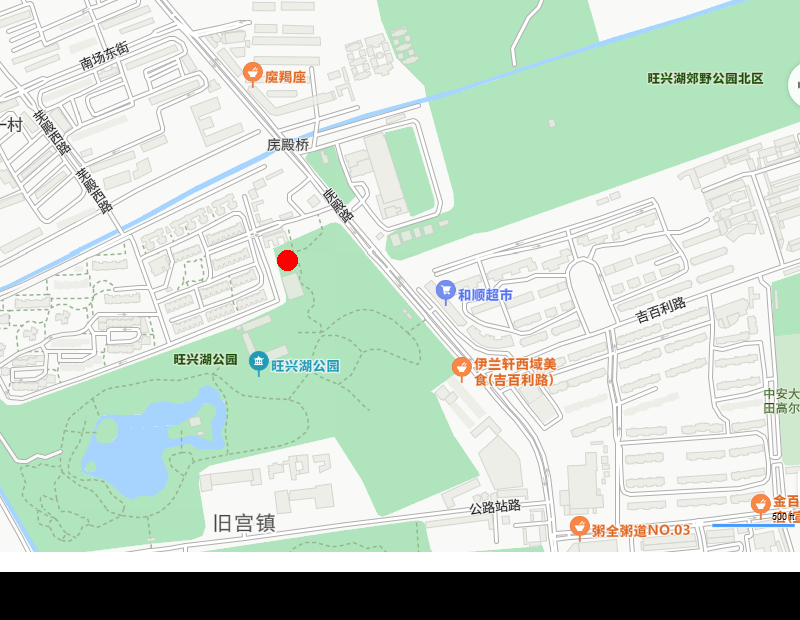 南场东街
旺兴湖郊野公园北区
魔羯座
一村
芜殿西路
庑殿桥
芜殿西路
庑殿路
和顺超市
吉百利路
旺兴湖公园
旺兴湖公园
伊兰轩西域美
食(吉百利路)
中安大
田高尔
公路站路
旧宫镇
金百
500 ft
粥全粥道NO.03